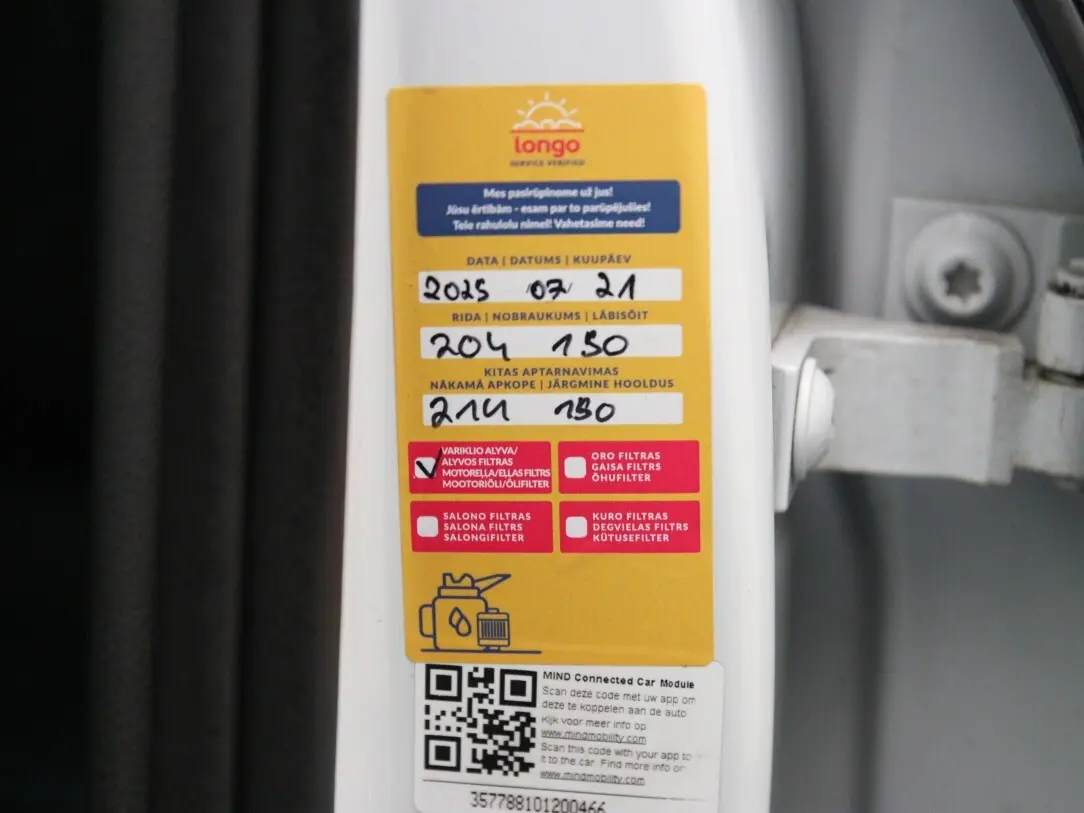 longo
SERVICE VERIFIED
Mes pasirūpinome už jus!
Jūsu ērtībām - esam par to parūpējušies!
Teie rahulolu nimel! Vahetasime need!
DATA | DATUMS | KUUPÄEV
2025 07 21
RIDA | NOBRAUKUMS | LÄBISÕIT
204 150
KITAS APTARNAVIMAS
NĀKAMĀ APKOPE | JÄRGMINE HOOLDUS
214 150
VARIKLIO ALYVA/
ALYVOS FILTRAS
MOTOREĻĻA/EĻĻAS FILTRS
MOOTORIÕLI/ÕLIFILTER
ORO FILTRAS
GAISA FILTRS
ÕHUFILTER
SALONO FILTRAS
SALONA FILTRS
SALONGIFILTER
KURO FILTRAS
DEGVIELAS FILTRS
KÜTUSEFILTER
MIND Connected Car Module
Scan deze code met uw app om
deze te koppelen aan de auto
Kijk voor meer info op
www.mindmobility.com
Scan this code with your app to
it to the car. Find more info or
www.mindmobility.com
357788101200466